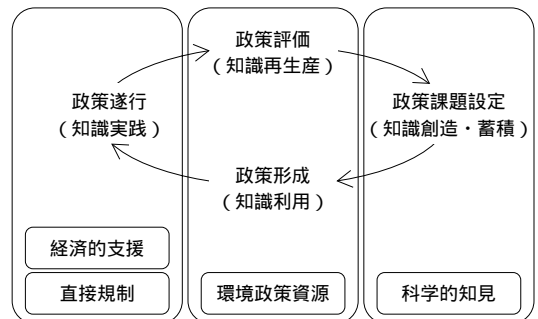 政策評価
（知識再生産）
政策遂行
（知識実践）
政策課題設定
（知識創造・蓄積）
政策形成
（知識利用）
経済的支援
直接規制
環境政策資源
科学的知見